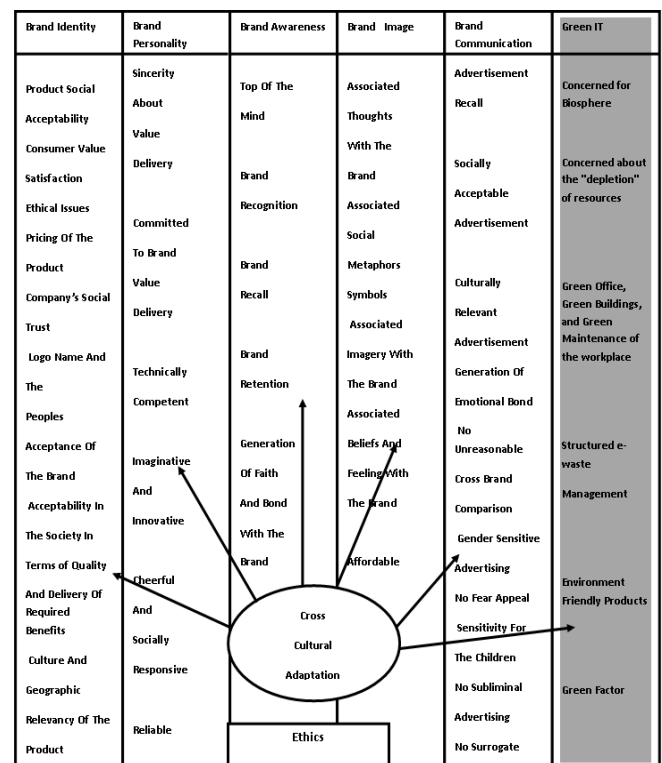 Brand Identity
Brand
Personality
Brand Awareness
Brand Image
Brand
Communication
Green IT
Product Social
Acceptability
Consumer Value
Satisfaction
Ethical Issues
Pricing Of The
Product
Company's Social
Trust
Logo Name And
The
Peoples
Acceptance Of
The Brand
Acceptability In
The Society In
Terms of Quality
And Delivery Of
Required
Benefits
Culture And
Geographic
Relevancy Of The
Product
Sincerity
About
Value
Delivery
Committed
To Brand
Value
Delivery
Technically
Competent
Imaginative
And
Innovative
Cheerful
And
Socially
Responsive
Reliable
Top Of The
Mind
Brand
Recognition
Brand
Recall
Brand
Retention
Generation
Of Faith
And Bond
With The
Brand
Associated
Thoughts
With The
Brand
Associated
Social
Metaphors
Symbols
Associated
Imagery With
The Brand
Associated
Beliefs And
Feeling With
The Brand
Affordable
Advertisement
Recall
Socially
Acceptable
Advertisement
Culturally
Relevant
Advertisement
Generation Of
Emotional Bond
No
Unreasonable
Cross Brand
Comparison
Gender Sensitive
Advertising
No Fear Appeal
Sensitivity For
The Children
No Subliminal
Advertising
No Surrogate
Concerned for
Biosphere
Concerned about
the "depletion"
of resources
Green Office,
Green Buildings,
and Green
Maintenance of
the workplace
Structured e-
waste
Management
Environment
Friendly Products
Green Factor
Cross
Cultural
Adaptation
Ethics